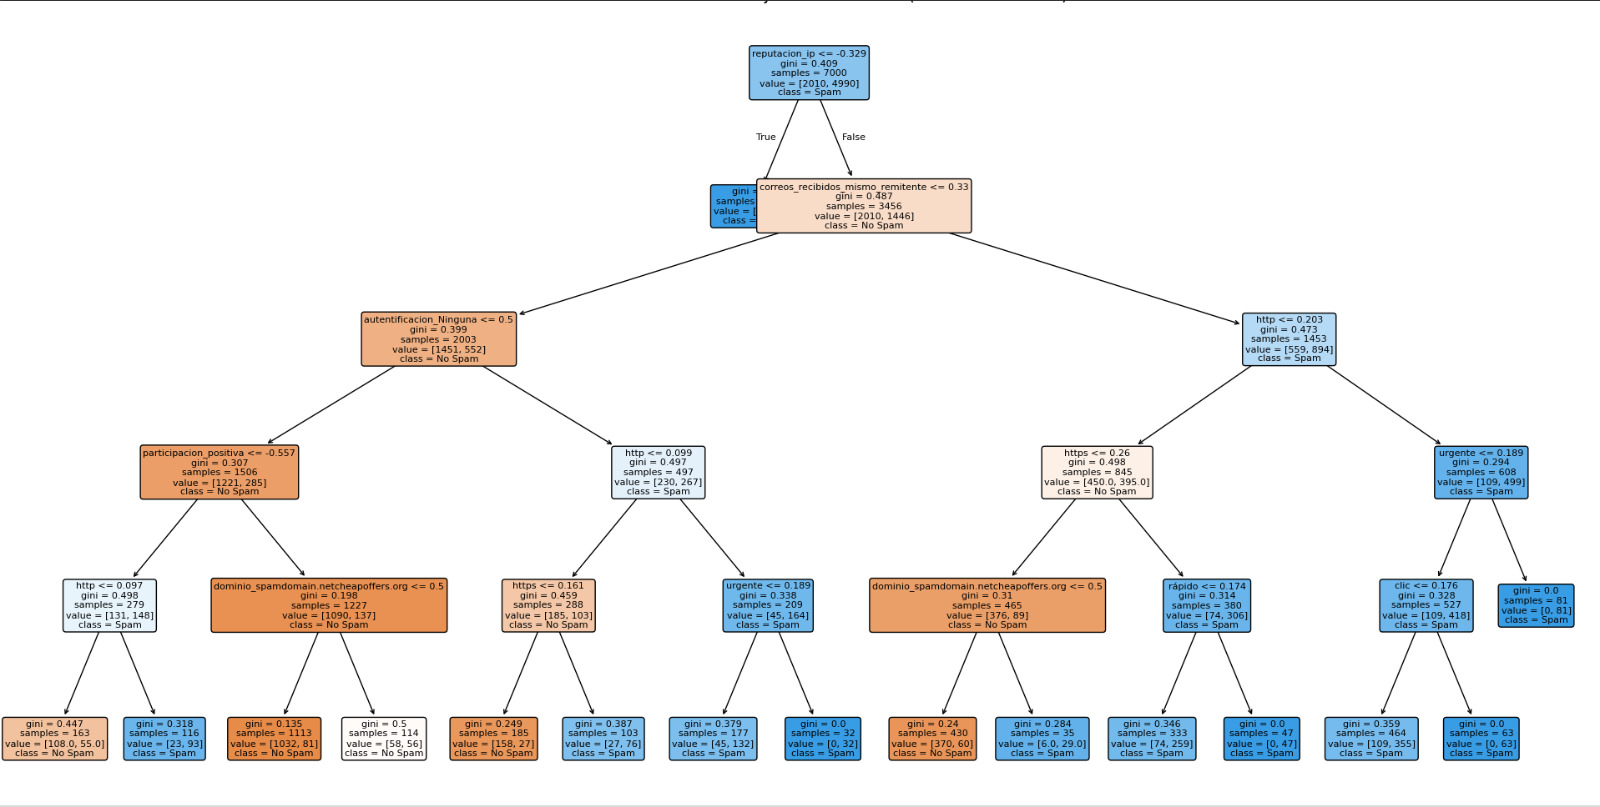 reputacion_ip <= -0.329
gini = 0.409
samples = 7000
value = [2010, 4990]
class = Spam
True
False
gini =
samples
value = [
class =
correos_recibidos_mismo_remitente <= 0.33
gini = 0.487
samples = 3456
value = [2010, 1446]
class = No Spam
autentificacion_Ninguna <= 0.5
gini = 0.399
samples = 2003
value = [1451, 552]
class = No Spam
http <= 0.203
gini = 0.473
samples = 1453
value = [559, 894]
class = Spam
participacion_positiva <= -0.557
gini = 0.307
samples = 1506
value = [1221, 285]
class = No Spam
http <= 0.099
gini = 0.497
samples = 497
value = [230, 267]
class = Spam
https <= 0.26
gini = 0.498
samples = 845
value = [450.0, 395.0]
class = No Spam
urgente <= 0.189
gini = 0.294
samples = 608
value = [109, 499]
class = Spam
http <= 0.097
gini = 0.498
samples = 279
value = [131, 148]
class = Spam
dominio_spamdomain.netcheapoffers.org <= 0.5
gini = 0.198
samples = 1227
value = [1090, 137]
class = No Spam
https <= 0.161
gini = 0.459
samples = 288
value = [185, 103]
class = No Spam
urgente <= 0.189
gini = 0.338
samples = 209
value = [45, 164]
class = Spam
dominio_spamdomain.netcheapoffers.org <= 0.5
gini = 0.31
samples = 465
value = [376, 89]
class = No Spam
rápido <= 0.174
gini = 0.314
samples = 380
value = [74, 306]
class = Spam
clic <= 0.176
gini = 0.328
samples = 527
value = [109, 418]
class = Spam
gini = 0.0
samples = 81
value = [0, 81]
class = Spam
gini = 0.447
samples = 163
value = [108.0, 55.0]
class = No Spam
gini = 0.318
samples = 116
value = [23, 93]
class = Spam
gini = 0.135
samples = 1113
value = [1032, 81]
class = No Spam
gini = 0.5
samples = 114
value = [58, 56]
class = No Spam
gini = 0.249
samples = 185
value = [158, 27]
class = No Spam
gini = 0.387
samples = 103
value = [27, 76]
class = Spam
gini = 0.379
samples = 177
value = [45, 132]
class = Spam
gini = 0.0
samples = 32
value = [0, 32]
class = Spam
gini = 0.24
samples = 430
value = [370, 60]
class = No Spam
gini = 0.284
samples = 35
value = [6.0, 29.0]
class = Spam
gini = 0.346
samples = 333
value = [74, 259]
class = Spam
gini = 0.0
samples = 47
value = [0, 47]
class = Spam
gini = 0.359
samples = 464
value = [109, 355]
class = Spam
gini = 0.0
samples = 63
value = [0, 63]
class = Spam